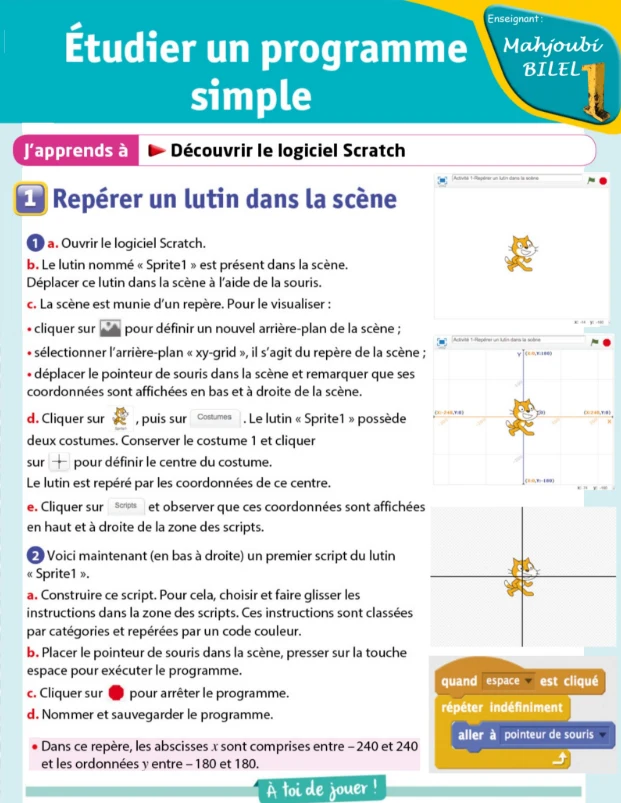 Enseignant :
Mahjoubi
BILEL
1
Étudier un programme
simple
J'apprends à
Découvrir le logiciel Scratch
1 Repérer un lutin dans la scène
1 a. Ouvrir le logiciel Scratch.
b. Le lutin nommé « Sprite1 » est présent dans la scène.
Déplacer ce lutin dans la scène à l'aide de la souris.
c. La scène est munie d'un repère. Pour le visualiser :
• cliquer sur pour définir un nouvel arrière-plan de la scène ;
• sélectionner l'arrière-plan « xy-grid », il s'agit du repère de la scène ;
• déplacer le pointeur de souris dans la scène et remarquer que ses
coordonnées sont affichées en bas et à droite de la scène.
d. Cliquer sur , puis sur Costumes . Le lutin « Sprite1 » possède
deux costumes. Conserver le costume 1 et cliquer
sur pour définir le centre du costume.
Le lutin est repéré par les coordonnées de ce centre.
e. Cliquer sur Scripts et observer que ces coordonnées sont affichées
en haut et à droite de la zone des scripts.
2 Voici maintenant (en bas à droite) un premier script du lutin
« Sprite1 ».
a. Construire ce script. Pour cela, choisir et faire glisser les
instructions dans la zone des scripts. Ces instructions sont classées
par catégories et repérées par un code couleur.
b. Placer le pointeur de souris dans la scène, presser sur la touche
espace pour exécuter le programme.
c. Cliquer sur pour arrêter le programme.
d. Nommer et sauvegarder le programme.
• Dans ce repère, les abscisses x sont comprises entre – 240 et 240
et les ordonnées y entre – 180 et 180.
Activité 1-Repérer un lutin dans la scène
Activité 1-Repérer un lutin dans la scène
Y
(X:0,Y:180)
(X:-240,Y:0)
(X:240,Y:0)
X
(X:0,Y:-180)
quand espace est cliqué
répéter indéfiniment
aller à pointeur de souris
À toi de jouer !